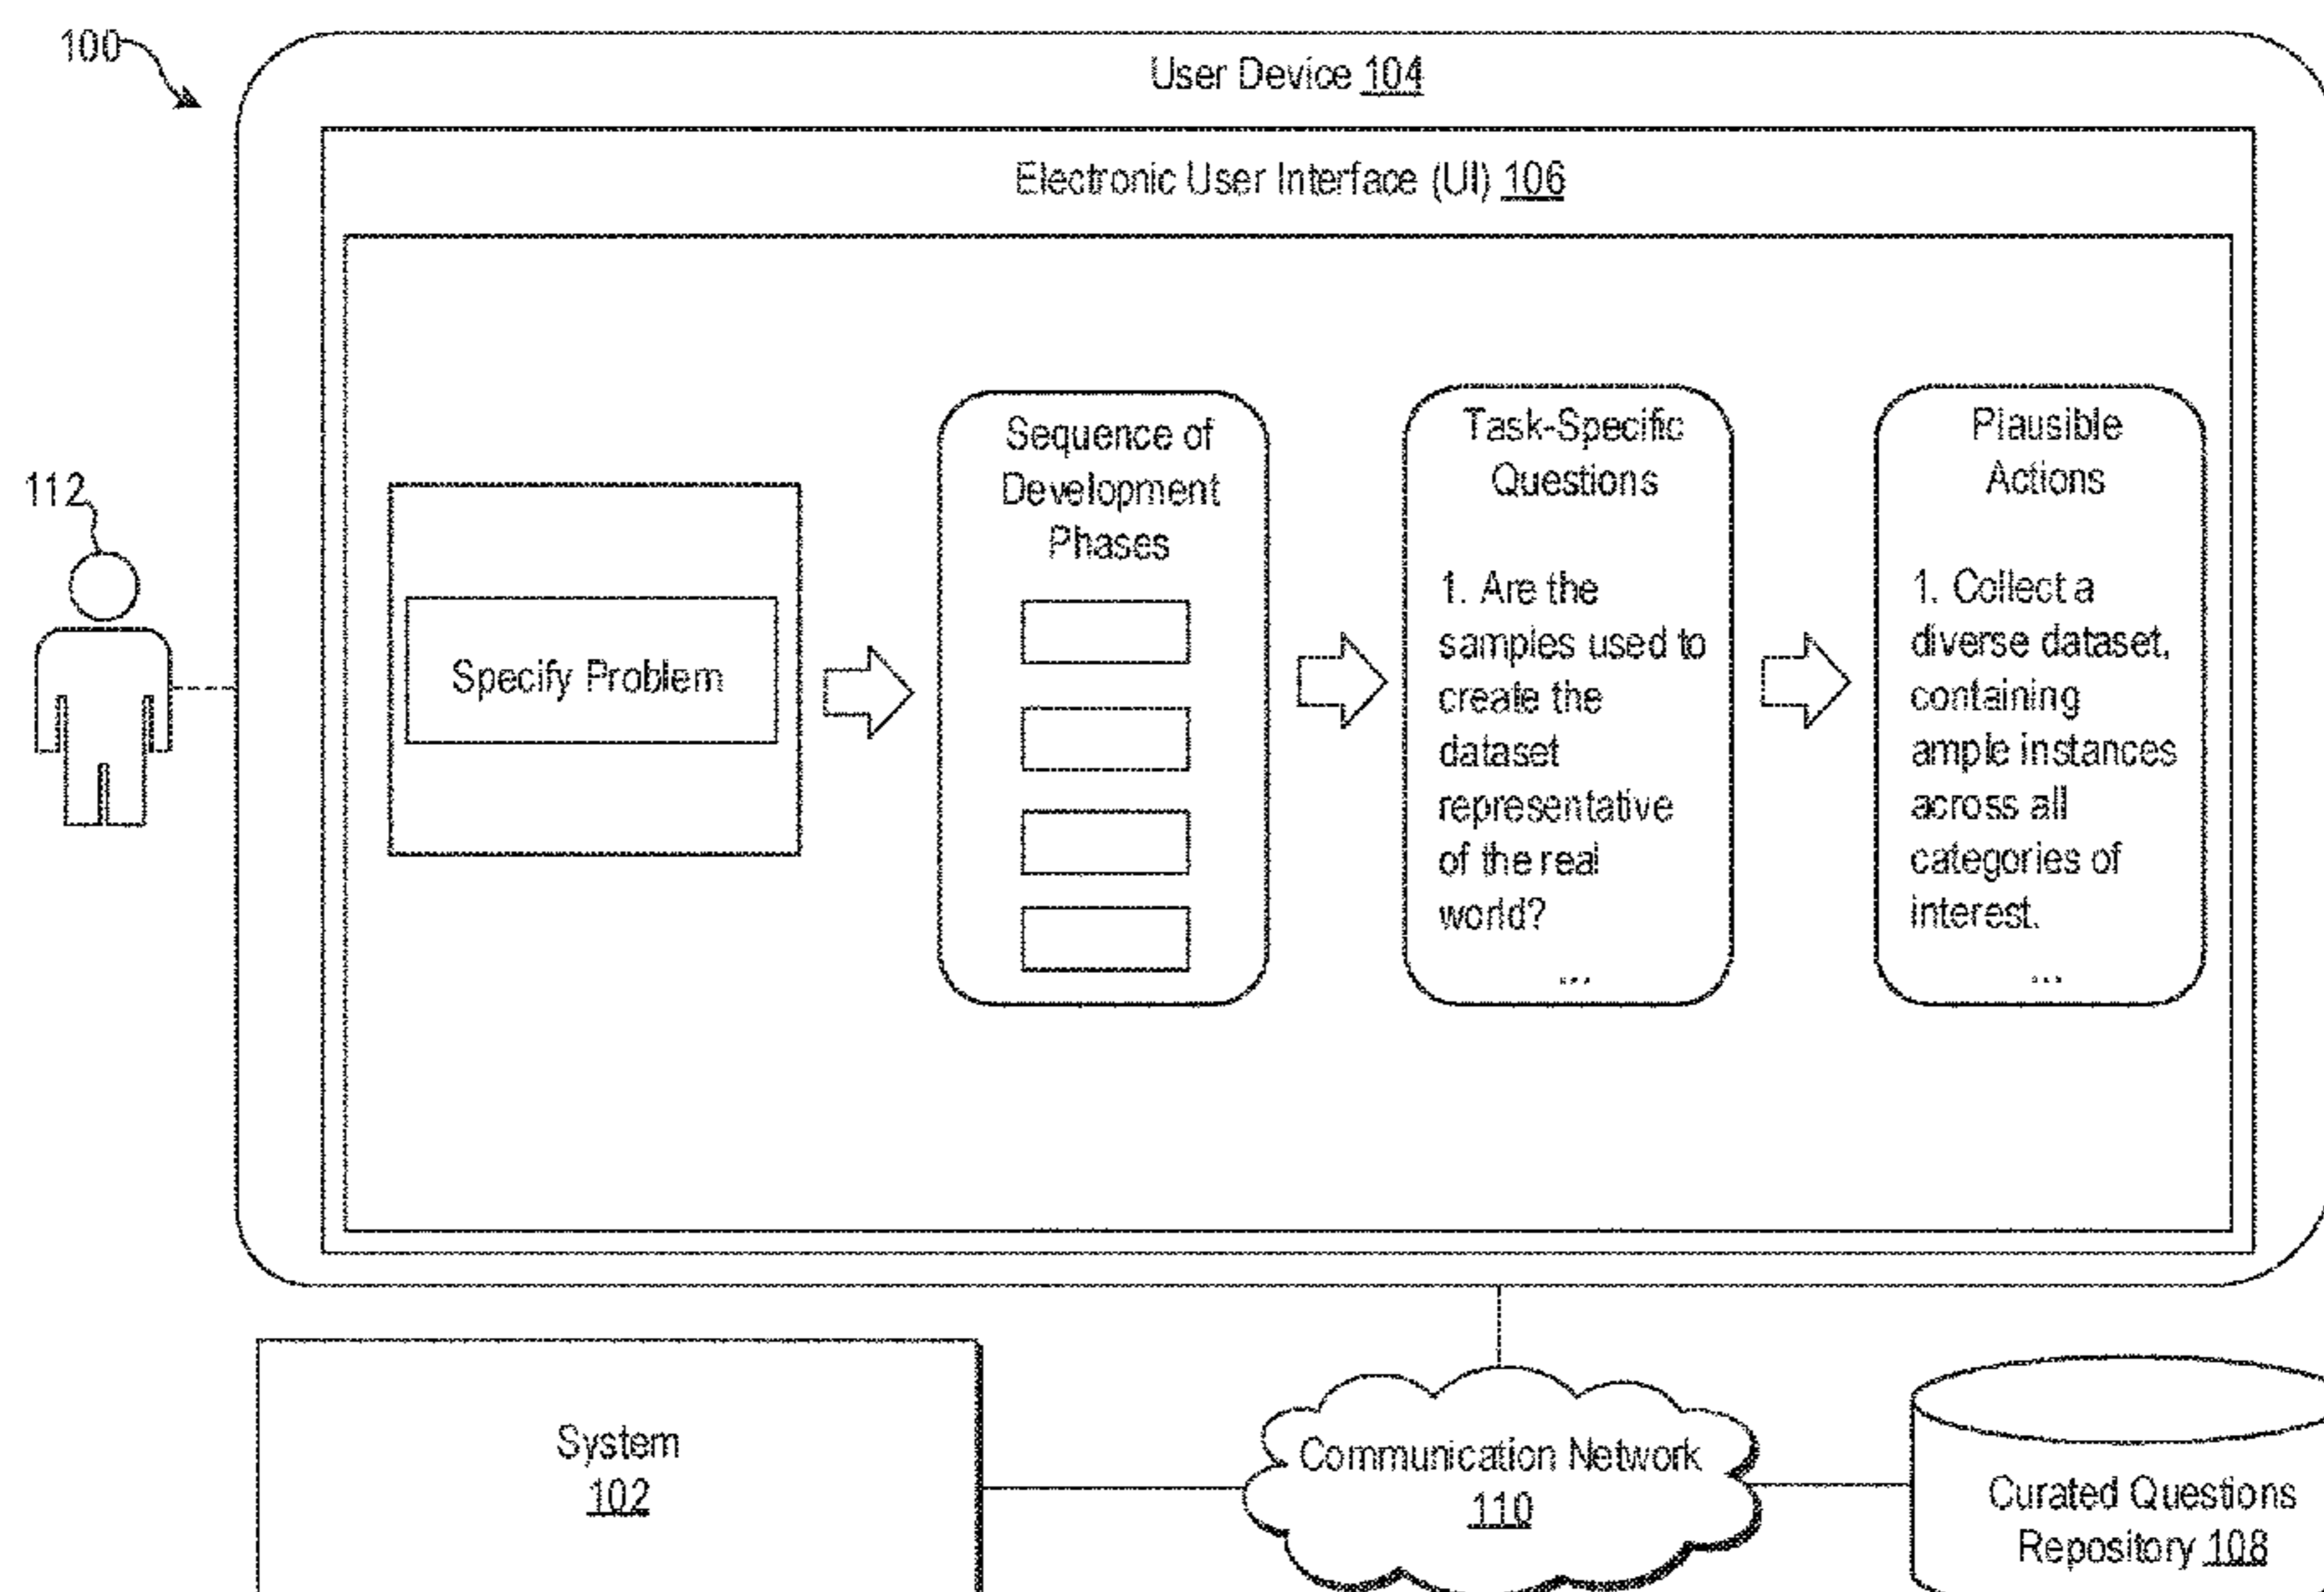 100
User Device 104
Electronic User Interface (UI) 106
112
Specify Problem
Sequence of
Development
Phases
Task-Specific
Questions
1. Are the
samples used to
create the
dataset
representative
of the real
world?
...
Plausible
Actions
1. Collect a
diverse dataset,
containing
ample instances
across all
categories of
interest.
...
System
102
Communication Network
110
Curated Questions
Repository 108